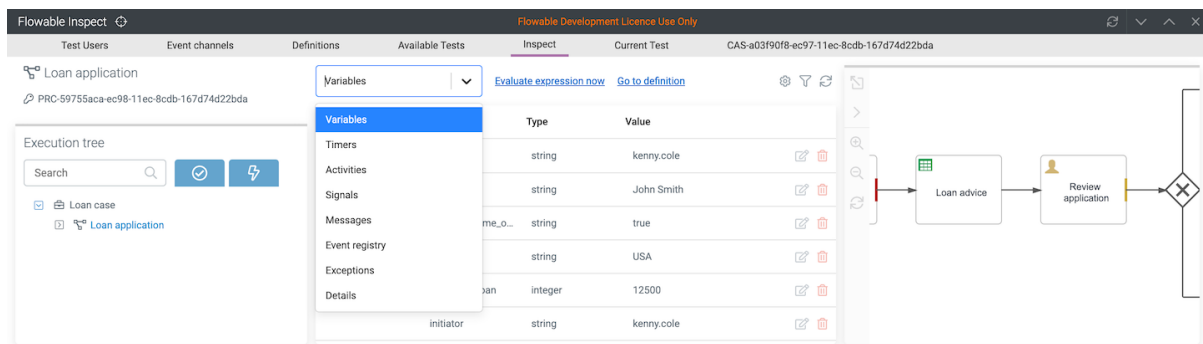 Flowable Inspect
Flowable Development Licence Use Only
Test Users
Event channels
Definitions
Available Tests
Inspect
Current Test
CAS-a03f90f8-ec97-11ec-8cdb-167d74d22bda
Loan application
PRC-59755aca-ec98-11ec-8cdb-167d74d22bda
Variables
Evaluate expression now
Go to definition
Execution tree
Search
Loan case
Loan application
Variables
Timers
Activities
Signals
Messages
Event registry
Exceptions
Details
Type
Value
string
kenny.cole
string
John Smith
me_o...
string
true
string
USA
integer
12500
initiator
string
kenny.cole
Loan advice
Review
application